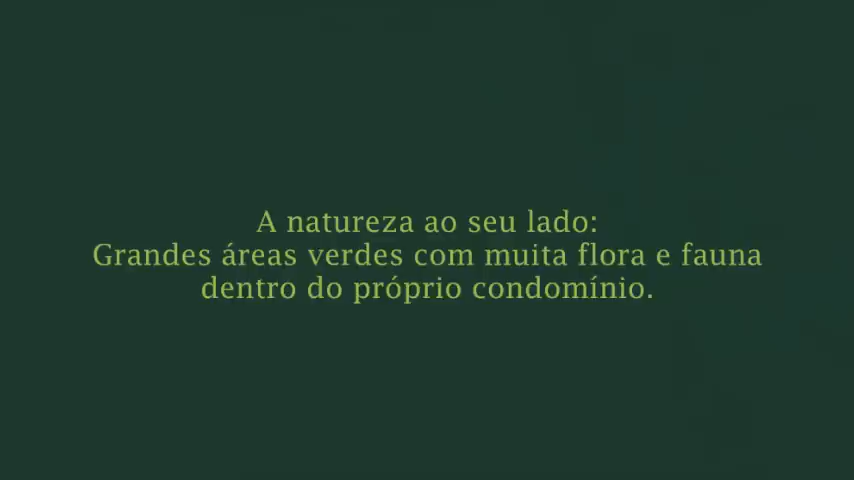 A natureza ao seu lado:
Grandes áreas verdes com muita flora e fauna
dentro do próprio condomínio.